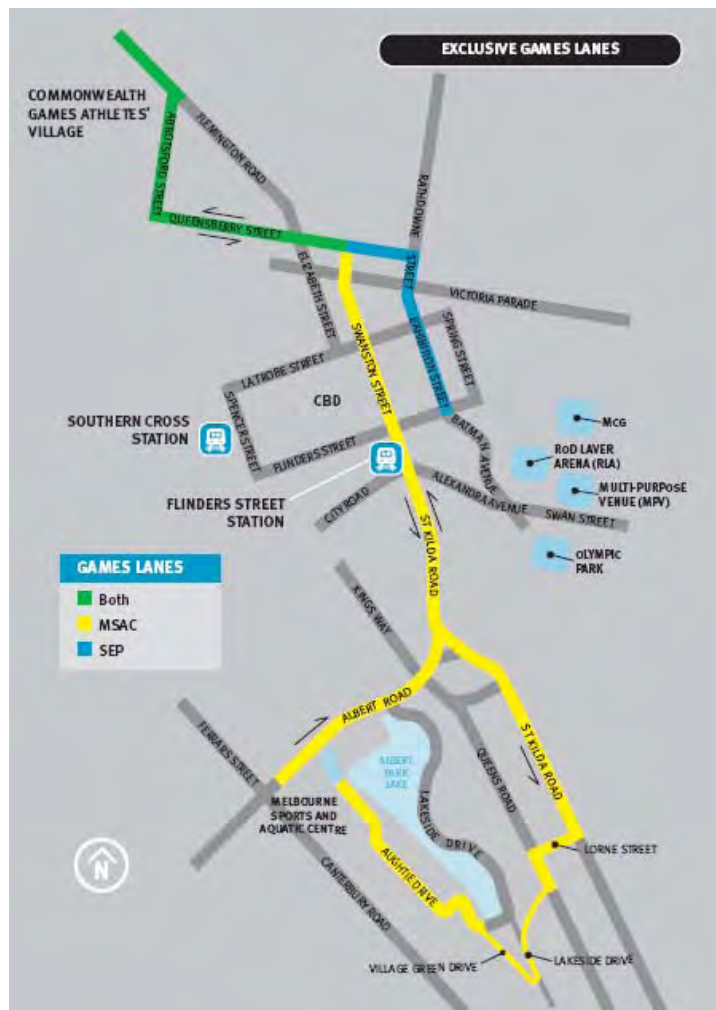 EXCLUSIVE GAMES LANES
COMMONWEALTH
GAMES ATHLETES'
VILLAGE
FLEMINGTON ROAD
ABBOTSFORD STREET
RATHDOWNE
STREET
QUEENSBERRY STREET
ELIZABETH STREET
VICTORIA PARADE
SWANSTON STREET
EXHIBITION STREET
SPRING STREET
LA TROBE STREET
CBD
SPENCER STREET
SOUTHERN CROSS
STATION
FLINDERS STREET
BATMAN AVENUE
MCG
ROD LAVER
ARENA (RLA)
MULTI-PURPOSE
VENUE (MPV)
FLINDERS STREET
STATION
CITY ROAD
ALEXANDRA AVENUE
SWAN STREET
OLYMPIC
PARK
ST KILDA ROAD
GAMES LANES
Both
MSAC
SEP
KINGS WAY
ALBERT ROAD
FERRARS STREET
ST KILDA ROAD
QUEENS ROAD
ALBERT
PARK
LAKE
LAKESIDE DRIVE
MELBOURNE
SPORTS AND
AQUATIC CENTRE
LORNE STREET
AUGHTIE DRIVE
CANTERBURY ROAD
N
VILLAGE GREEN DRIVE
LAKESIDE DRIVE